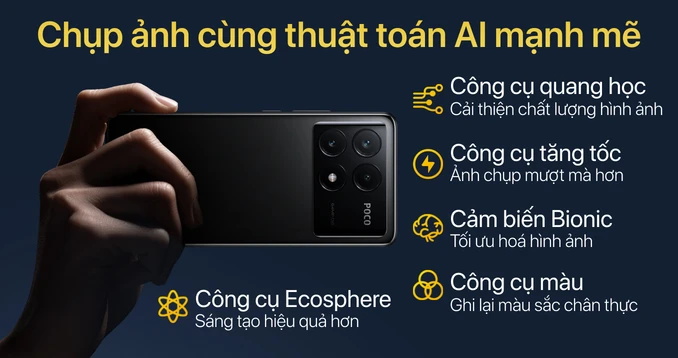 Chụp ảnh cùng thuật toán AI mạnh mẽ
Công cụ quang học
Cải thiện chất lượng hình ảnh
Công cụ tăng tốc
Ảnh chụp mượt mà hơn
Cảm biến Bionic
Tối ưu hoá hình ảnh
Công cụ màu
Ghi lại màu sắc chân thực
Công cụ Ecosphere
Sáng tạo hiệu quả hơn
POCO